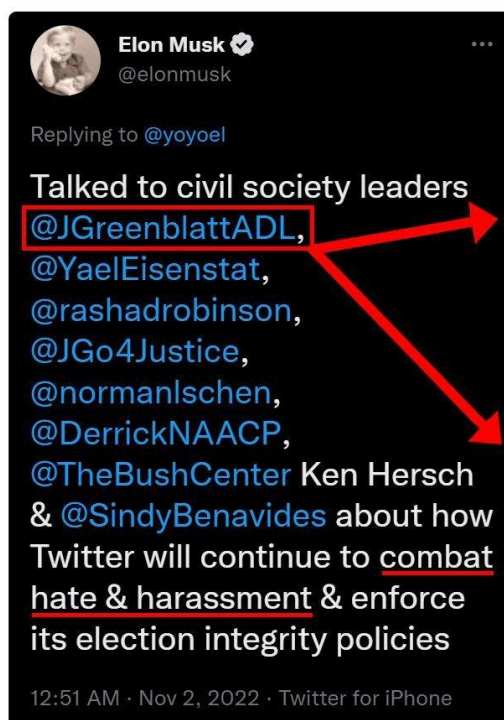 Elon Musk
@elonmusk
Replying to @yoyoel
Talked to civil society leaders
@JGreenblattADL,
@YaelEisenstat,
@rashadrobinson,
@JGo4Justice,
@normanlschen,
@DerrickNAACP,
@TheBushCenter Ken Hersch
& @SindyBenavides about how
Twitter will continue to combat
hate & harassment & enforce
its election integrity policies
12:51 AM · Nov 2, 2022 · Twitter for iPhone